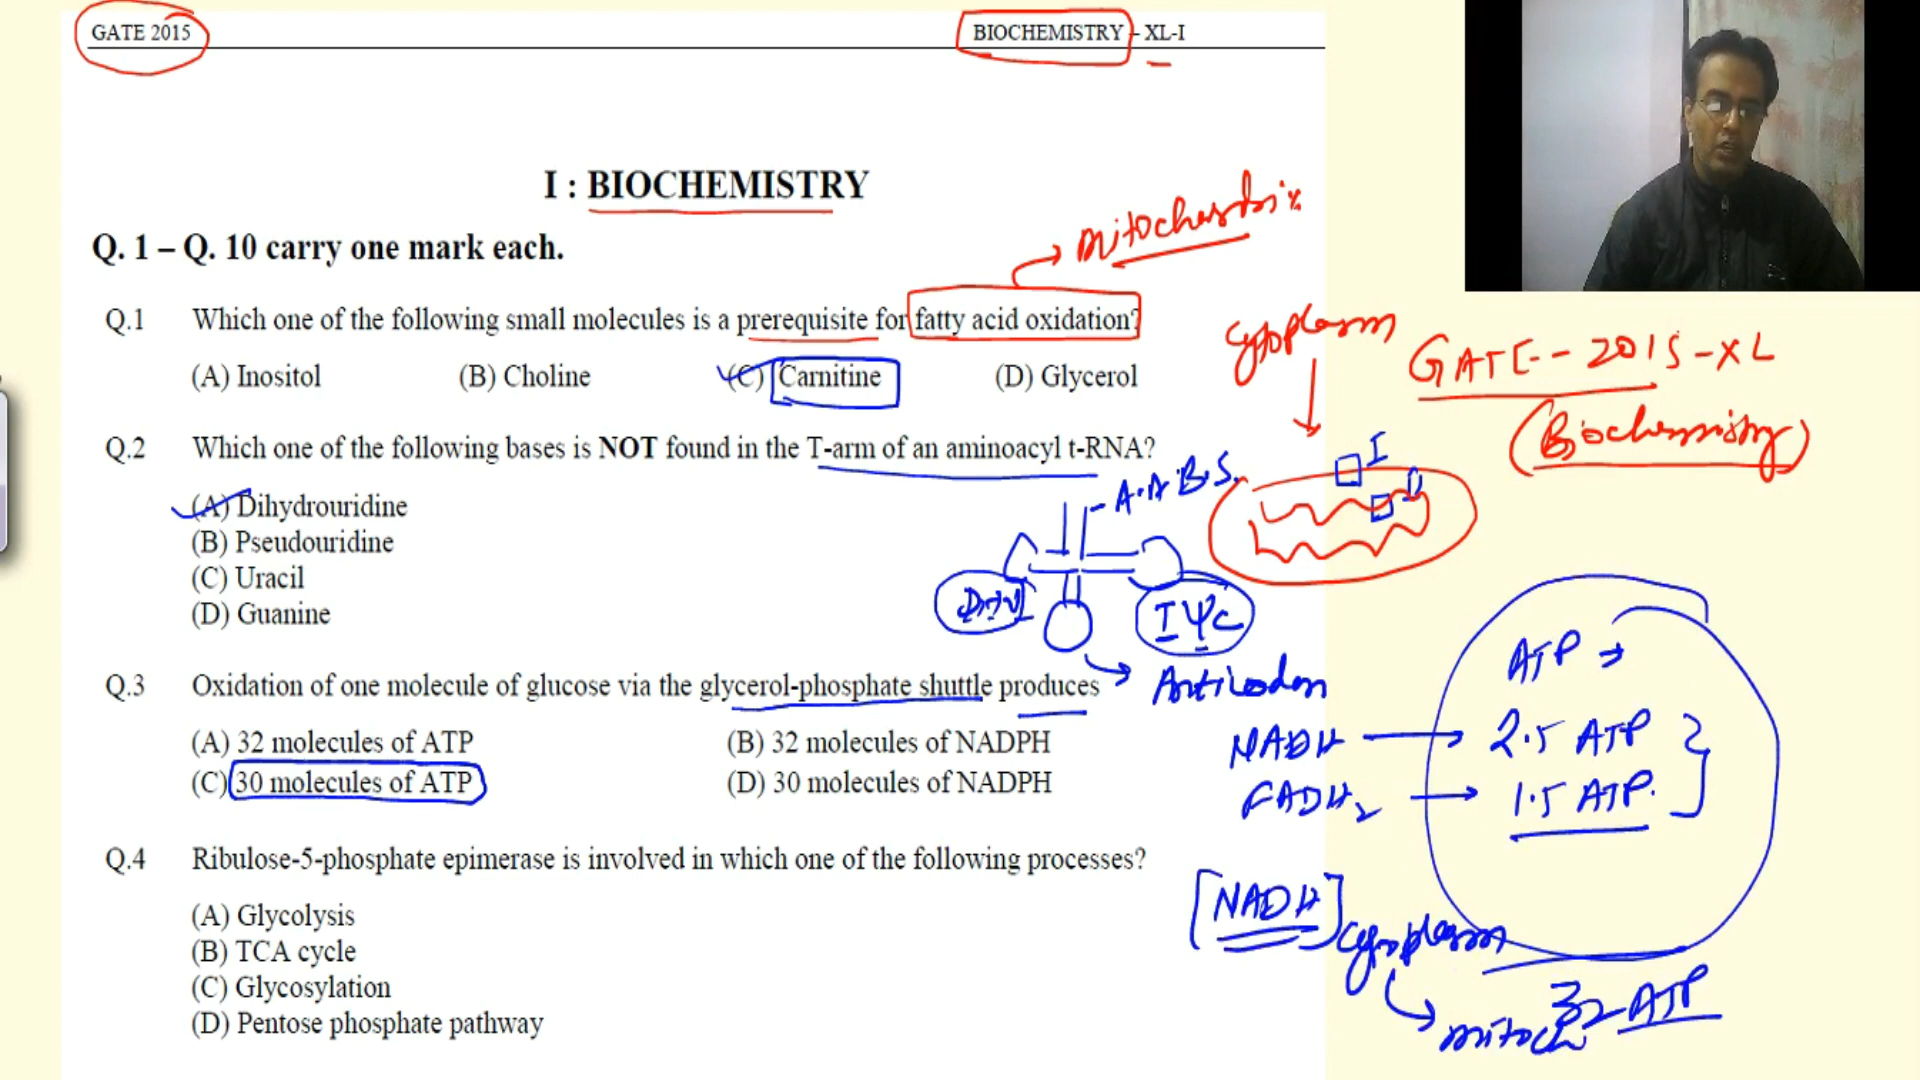 GATE 2015
BIOCHEMISTRY – XL-I
I : BIOCHEMISTRY
Q. 1 – Q. 10 carry one mark each.
Q.1 Which one of the following small molecules is a prerequisite for fatty acid oxidation?
(A) Inositol (B) Choline (C) Carnitine (D) Glycerol
Q.2 Which one of the following bases is NOT found in the T-arm of an aminoacyl t-RNA?
(A) Dihydrouridine
(B) Pseudouridine
(C) Uracil
(D) Guanine
Q.3 Oxidation of one molecule of glucose via the glycerol-phosphate shuttle produces
(A) 32 molecules of ATP (B) 32 molecules of NADPH
(C) 30 molecules of ATP (D) 30 molecules of NADPH
Q.4 Ribulose-5-phosphate epimerase is involved in which one of the following processes?
(A) Glycolysis
(B) TCA cycle
(C) Glycosylation
(D) Pentose phosphate pathway
Cytoplasm
GATE - 2015 - XL
(Biochemistry)
I
A.A B.S.
Anticodon
ATP →
NADH → 2.5 ATP
FADH2 → 1.5 ATP.
[NADH] cytoplasm
32 ATP